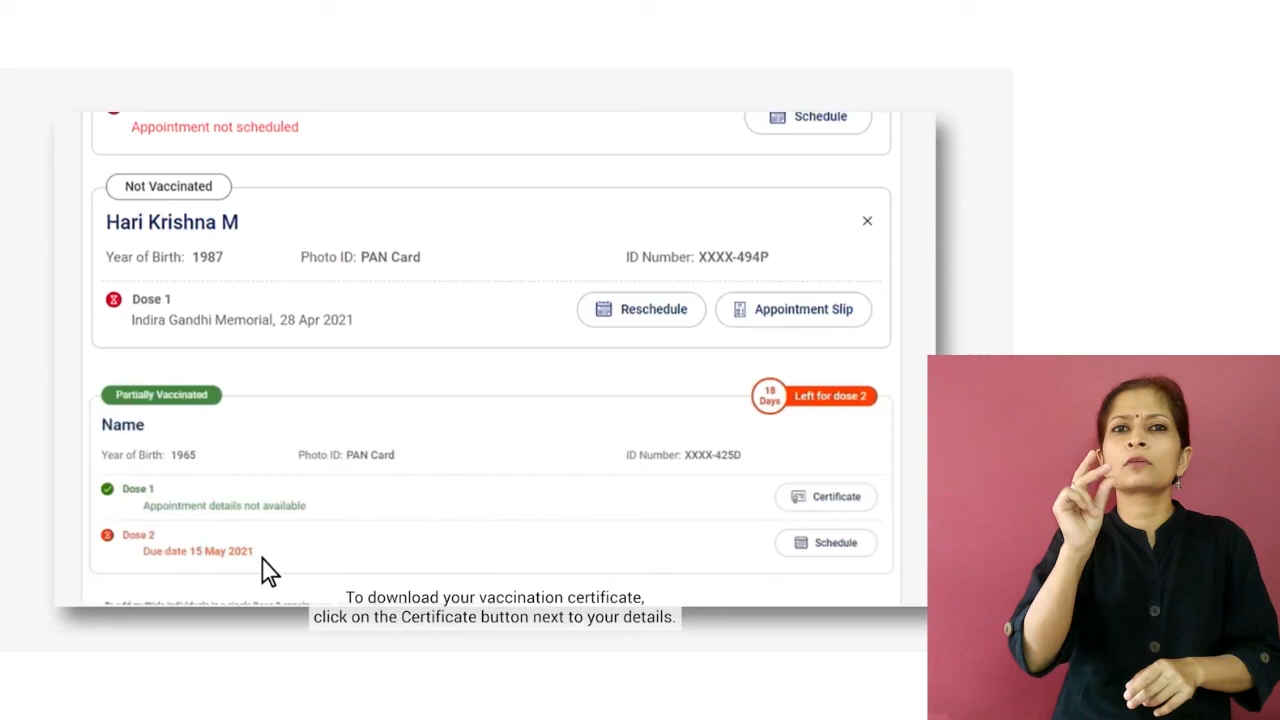 Appointment not scheduled
Schedule
Not Vaccinated
Hari Krishna M
Year of Birth: 1987 Photo ID: PAN Card ID Number: XXXX-494P
Dose 1
Indira Gandhi Memorial, 28 Apr 2021
Reschedule Appointment Slip
Partially Vaccinated
18 Days Left for dose 2
Name
Year of Birth: 1965 Photo ID: PAN Card ID Number: XXXX-425D
Dose 1
Appointment details not available
Certificate
Dose 2
Due date 15 May 2021
Schedule
To download your vaccination certificate,
click on the Certificate button next to your details.